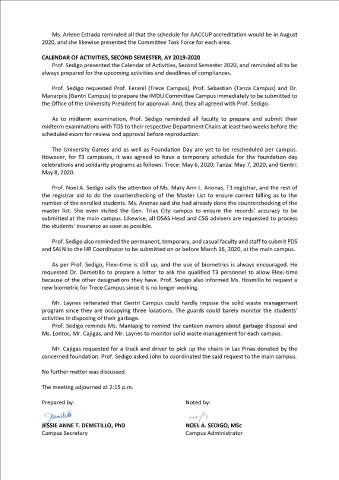 Ms. Arlene Estrada reminded all that the schedule for AACCUP accreditation would be in August
2020, and she likewise presented the Committee Task Force for each area.
CALENDAR OF ACTIVITIES, SECOND SEMESTER, AY 2019-2020
Prof. Sedigo presented the Calendar of Activities, Second Semester 2020, and reminded all to be
always prepared for the upcoming activities and deadlines of compliances.
Prof. Sedigo requested Prof. Feranil (Trece Campus), Prof. Sebastian (Tanza Campus) and Dr.
Manarpiis (Gentri Campus) to prepare the IMDU Committee Campus immediately to be submitted to
the Office of the University President for approval. And, they all agreed with Prof. Sedigo.
As to midterm examination, Prof. Sedigo reminded all faculty to prepare and submit their
midterm examinations with TOS to their respective Department Chairs at least two weeks before the
scheduled exam for review and approval before reproduction.
The University Games and as well as Foundation Day are yet to be rescheduled per campus.
However, for T3 campuses, it was agreed to have a temporary schedule for the foundation day
celebrations and solidarity programs as follows: Trece: May 6, 2020; Tanza: May 7, 2020, and Gentri:
May 8, 2020.
Prof. Noel A. Sedigo calls the attention of Ms. Mary Ann L. Anonas, T3 registrar, and the rest of
the registrar aid to do the counterchecking of the Master List to ensure correct billing as to the
number of the enrolled students. Ms. Anonas said she had already done the counterchecking of the
master list. She even visited the Gen. Trias City campus to ensure the records' accuracy to be
submitted at the main campus. Likewise, all OSAS Head and CSG advisers are requested to process
the students' insurance as soon as possible.
Prof. Sedigo also reminded the permanent, temporary, and casual faculty and staff to submit PDS
and SALN to the HR Coordinator to be submitted on or before March 16, 2020, at the main campus.
As per Prof. Sedigo, Flexi-time is still up, and the use of biometrics is always encouraged. He
requested Dr. Demetillo to prepare a letter to ask the qualified T3 personnel to allow Flexi-time
because of the other designations they have. Prof. Sedigo also informed Ms. Hosmillo to request a
new biometric for Trece Campus since it is no longer working.
Mr. Laynes reiterated that Gentri Campus could hardly impose the solid waste management
program since they are occupying three locations. The guards could barely monitor the students'
activities in disposing of their garbage.
Prof. Sedigo reminds Ms. Manlapig to remind the canteen owners about garbage disposal and
Ms. Lontoc, Mr. Cajigas, and Mr. Laynes to monitor solid waste management for each campus.
Mr. Cajigas requested for a truck and driver to pick up the chairs in Las Pinas donated by the
concerned foundation. Prof. Sedigo asked John to coordinated the said request to the main campus.
No further matter was discussed.
The meeting adjourned at 2:15 p.m.
Prepared by: Noted by:
JESSIE ANNE T. DEMETILLO, PhD NOEL A. SEDIGO, MSc
Campus Secretary Campus Administrator